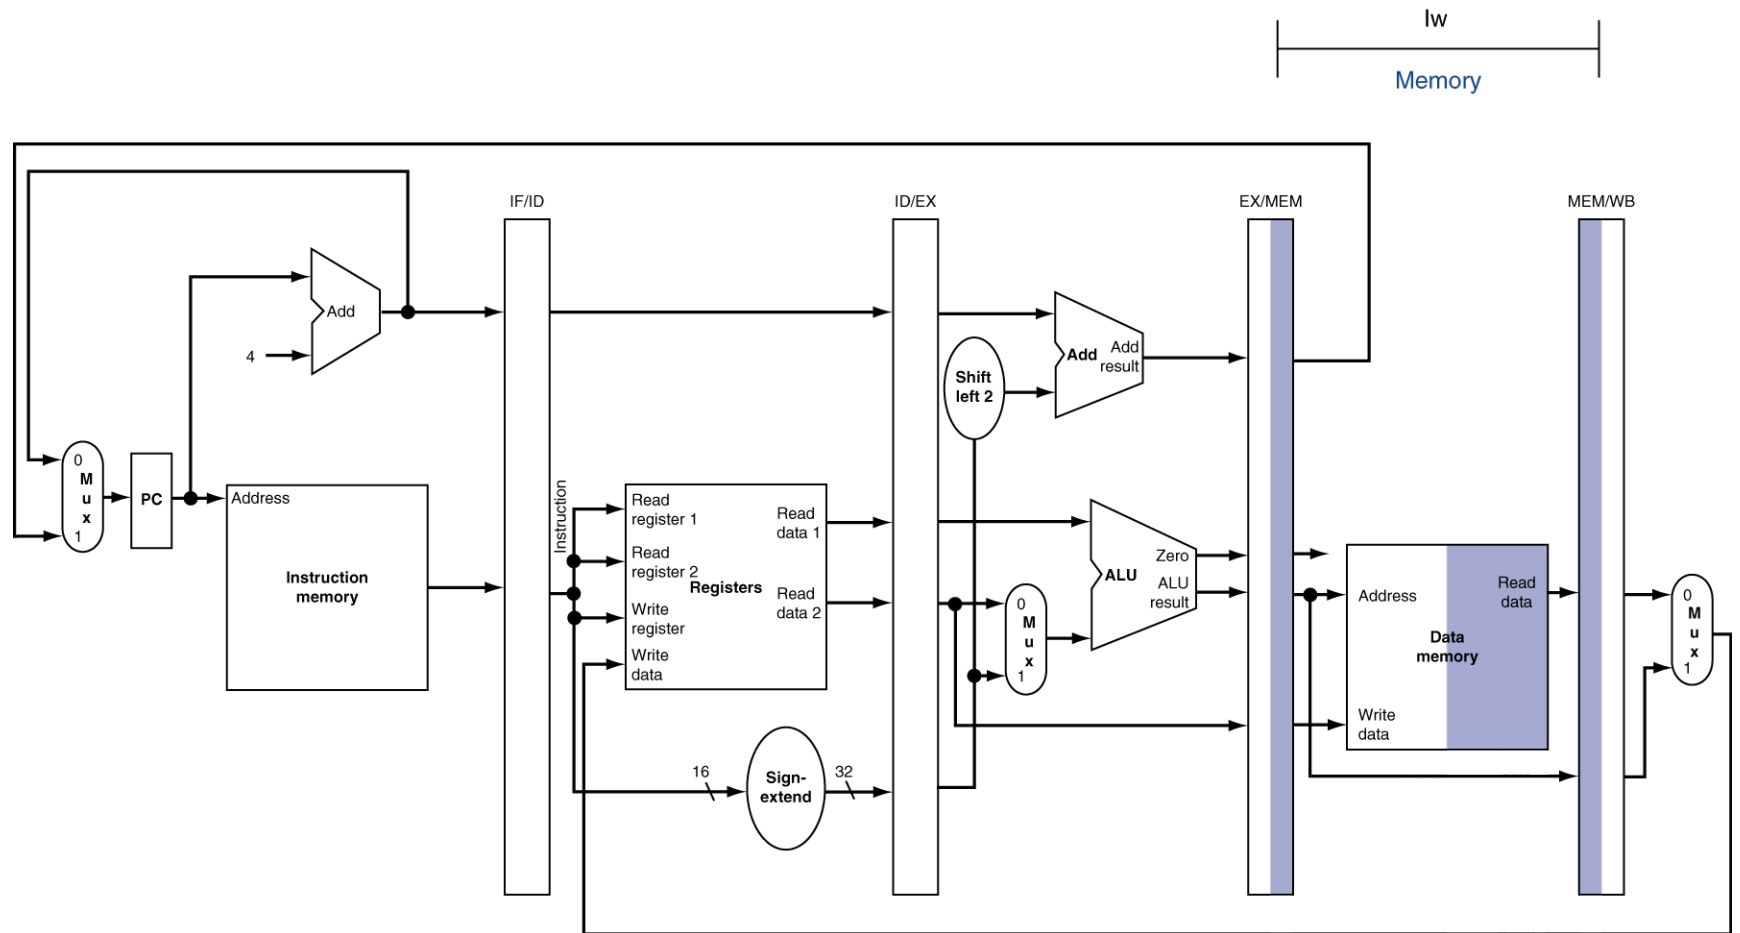 lw
Memory
IF/ID
ID/EX
EX/MEM
MEM/WB
Add
4
Add
Add
result
Shift
left 2
0
M
u
x
1
PC
Address
Instruction
memory
Instruction
Read
register 1
Read
register 2
Write
register
Write
data
Registers
Read
data 1
Read
data 2
16
Sign-
extend
32
0
M
u
x
1
ALU
Zero
ALU
result
Address
Read
data
Data
memory
Write
data
0
M
u
x
1